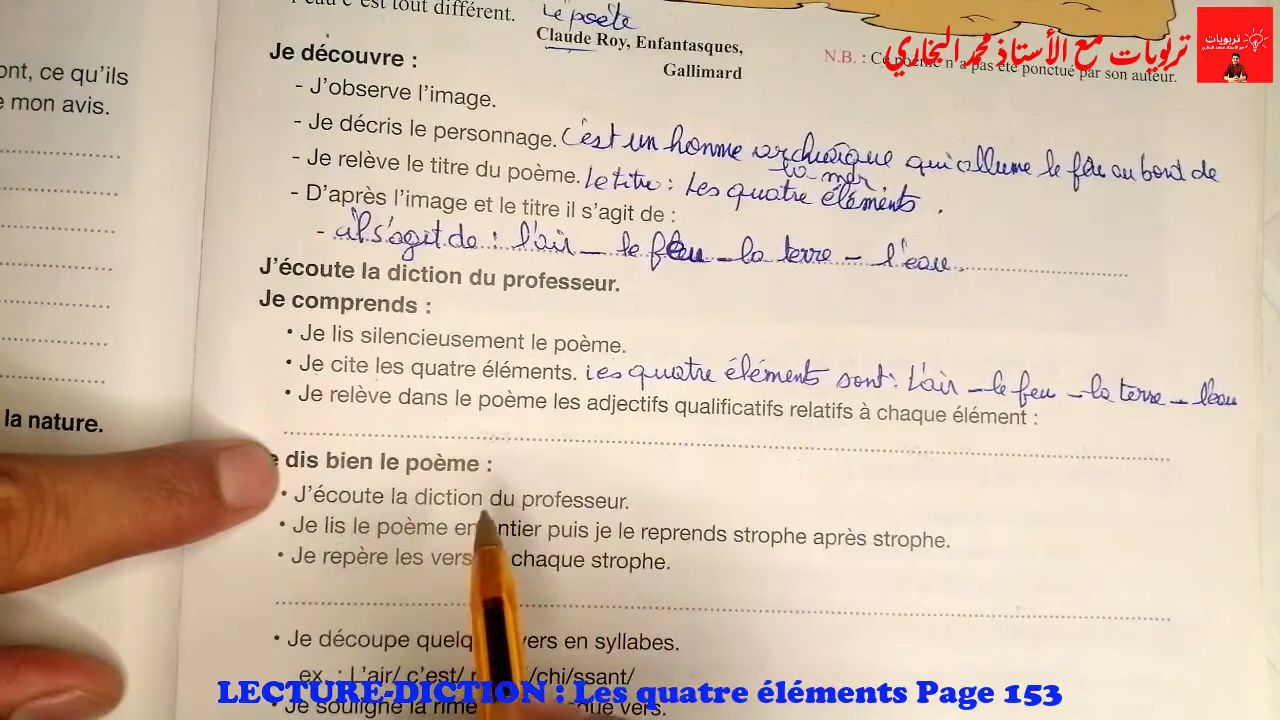 c'est tout différent.
Le poète
Claude Roy, Enfantasques,
Gallimard
N.B. : Ce poème n'a pas été ponctué par son auteur.
تربويات مع الأستاذ محمد البخاري
تربويات
ont, ce qu'ils
mon avis.
la nature.
Je découvre :
- J'observe l'image.
- Je décris le personnage. C'est un homme archaïque qui allume le feu au bord de
la mer.
- Je relève le titre du poème. Le titre : Les quatre éléments.
- D'après l'image et le titre il s'agit de :
- il s'agit de : l'air - le feu - la terre - l'eau.
J'écoute la diction du professeur.
Je comprends :
• Je lis silencieusement le poème.
• Je cite les quatre éléments. Les quatre éléments sont : L'air - le feu - la terre - l'eau
• Je relève dans le poème les adjectifs qualificatifs relatifs à chaque élément :
dis bien le poème :
• J'écoute la diction du professeur.
• Je lis le poème en entier puis je le reprends strophe après strophe.
• Je repère les vers chaque strophe.
• Je découpe quelq vers en syllabes.
ex. : L'air/ c'est/ /chi/ssant/
• Je souligne la rime vers.
LECTURE-DICTION : Les quatre éléments Page 153